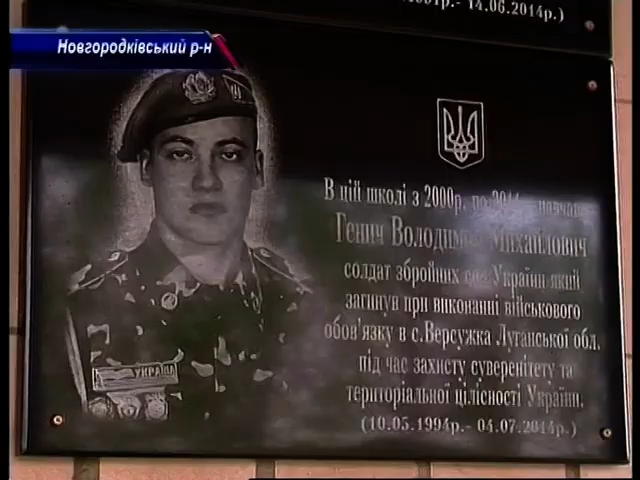 1991р.- 14.06.2014р.)
Новгородківський р-н
В цій школі з 2000р. по навчав
Генич Володимир Михайлович
солдат збройних сил України який
загинув при виконанні військового
обов'язку в с.Версужка Луганської обл.
під час захисту суверенітету та
територіальної цілісності України.
(10.05.1994р.- 04.07.2014р.)
УКРАЇНА